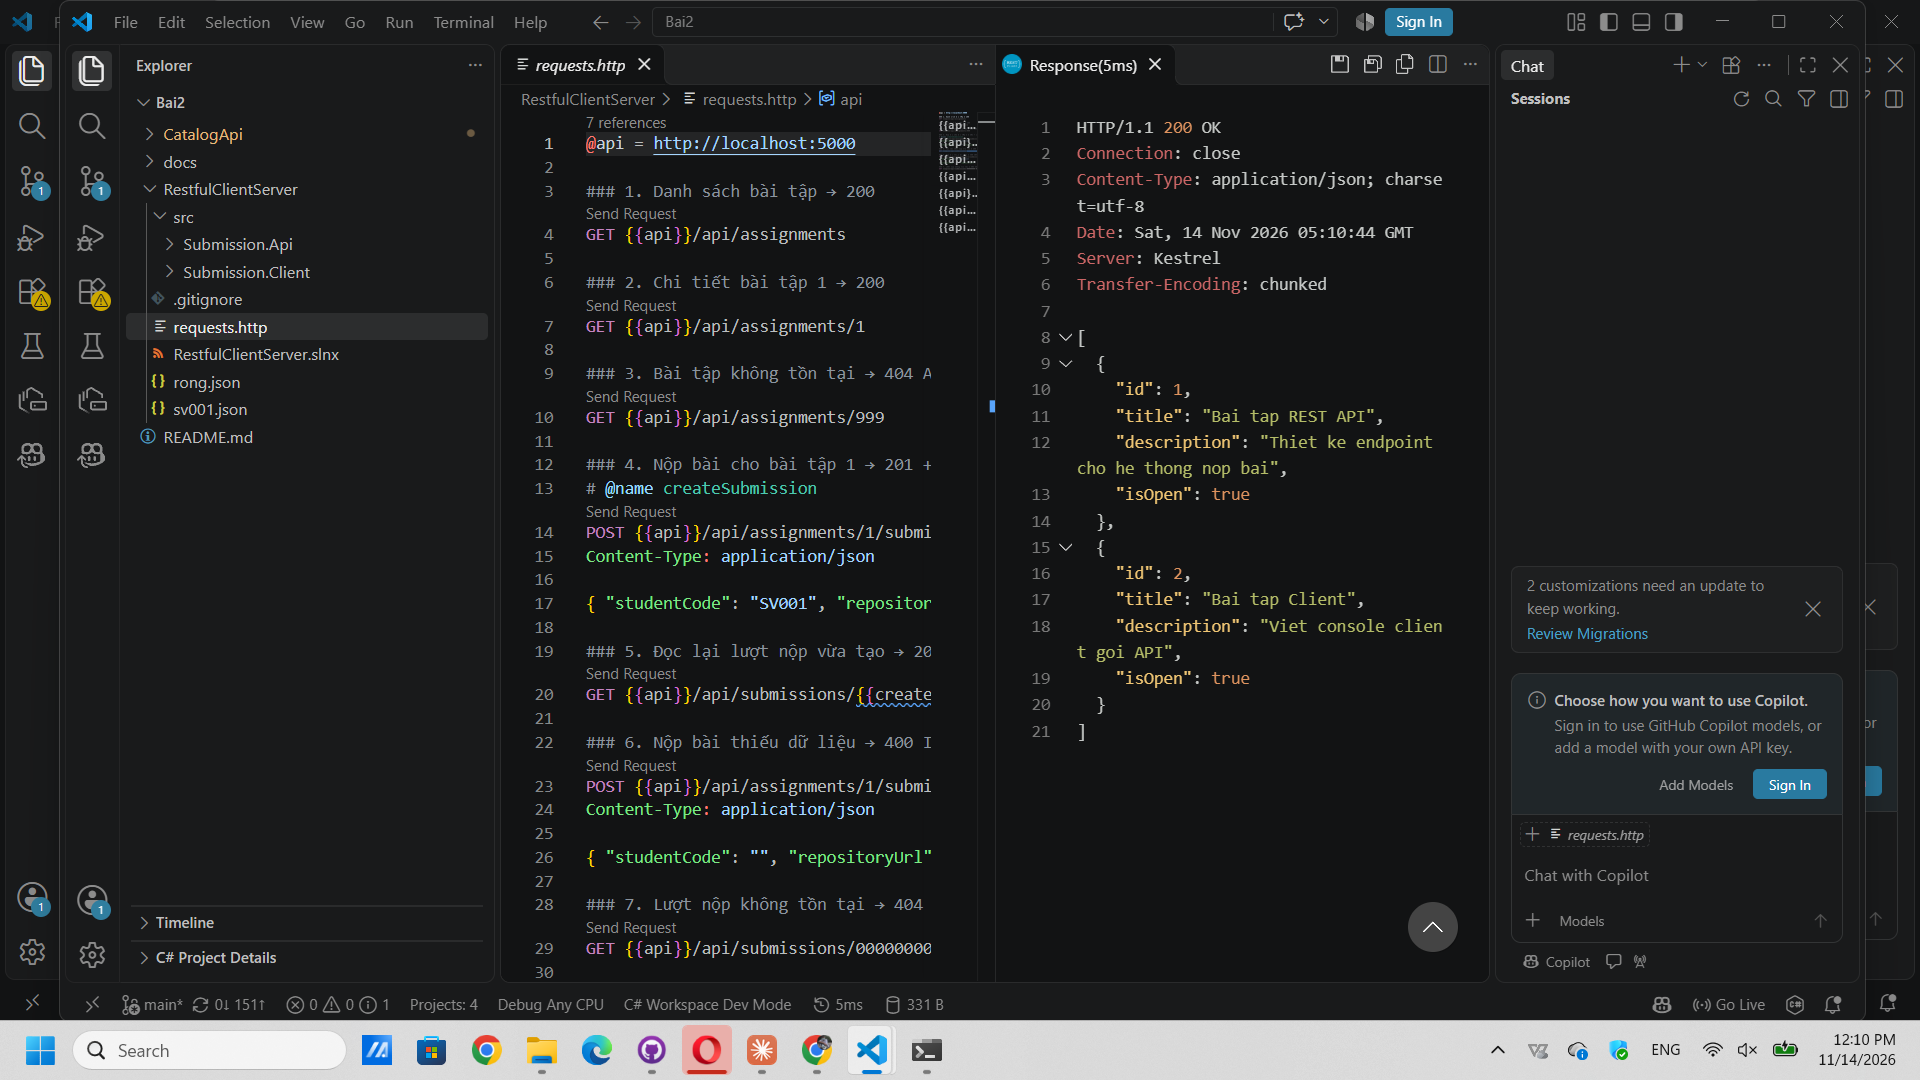 File Edit Selection View Go Run Terminal Help
Bai2
Sign In
Explorer
Bai2
CatalogApi
docs
RestfulClientServer
src
Submission.Api
Submission.Client
.gitignore
requests.http
RestfulClientServer.slnx
rong.json
sv001.json
README.md
Timeline
C# Project Details
requests.http
RestfulClientServer > requests.http > api
7 references
1 @api = http://localhost:5000
2
3 ### 1. Danh sách bài tập → 200
Send Request
4 GET {{api}}/api/assignments
5
6 ### 2. Chi tiết bài tập 1 → 200
Send Request
7 GET {{api}}/api/assignments/1
8
9 ### 3. Bài tập không tồn tại → 404 A
Send Request
10 GET {{api}}/api/assignments/999
11
12 ### 4. Nộp bài cho bài tập 1 → 201 +
13 # @name createSubmission
Send Request
14 POST {{api}}/api/assignments/1/submi
15 Content-Type: application/json
16
17 { "studentCode": "SV001", "repositor
18
19 ### 5. Đọc lại lượt nộp vừa tạo → 20
Send Request
20 GET {{api}}/api/submissions/{{create
21
22 ### 6. Nộp bài thiếu dữ liệu → 400 I
Send Request
23 POST {{api}}/api/assignments/1/submi
24 Content-Type: application/json
25
26 { "studentCode": "", "repositoryUrl"
27
28 ### 7. Lượt nộp không tồn tại → 404
Send Request
29 GET {{api}}/api/submissions/00000000
30
{{api...
{{api}..
{{api...
{{api...
{{api}..
{{api...
{{api...
Response(5ms)
1 HTTP/1.1 200 OK
2 Connection: close
3 Content-Type: application/json; charse
t=utf-8
4 Date: Sat, 14 Nov 2026 05:10:44 GMT
5 Server: Kestrel
6 Transfer-Encoding: chunked
7
8 [
9 {
10 "id": 1,
11 "title": "Bai tap REST API",
12 "description": "Thiet ke endpoint
cho he thong nop bai",
13 "isOpen": true
14 },
15 {
16 "id": 2,
17 "title": "Bai tap Client",
18 "description": "Viet console clien
t goi API",
19 "isOpen": true
20 }
21 ]
Chat
Sessions
2 customizations need an update to
keep working.
Review Migrations
Choose how you want to use Copilot.
Sign in to use GitHub Copilot models, or
add a model with your own API key.
Add Models
Sign In
or
requests.http
Chat with Copilot
Models
Copilot
1
1
1
1
main* 0↓ 151↑ 0 0 1 Projects: 4 Debug Any CPU C# Workspace Dev Mode 5ms 331 B Go Live
Search
ENG
12:10 PM
11/14/2026